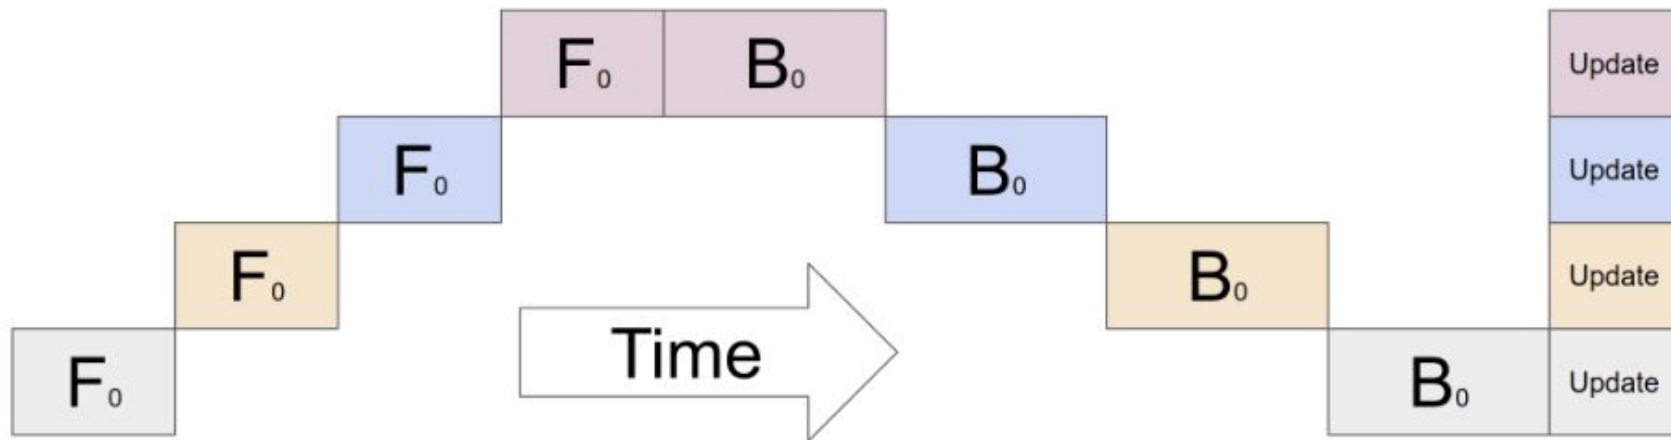 F₀ B₀ Update
F₀ B₀ Update
F₀ B₀ Update
Time
F₀ B₀ Update